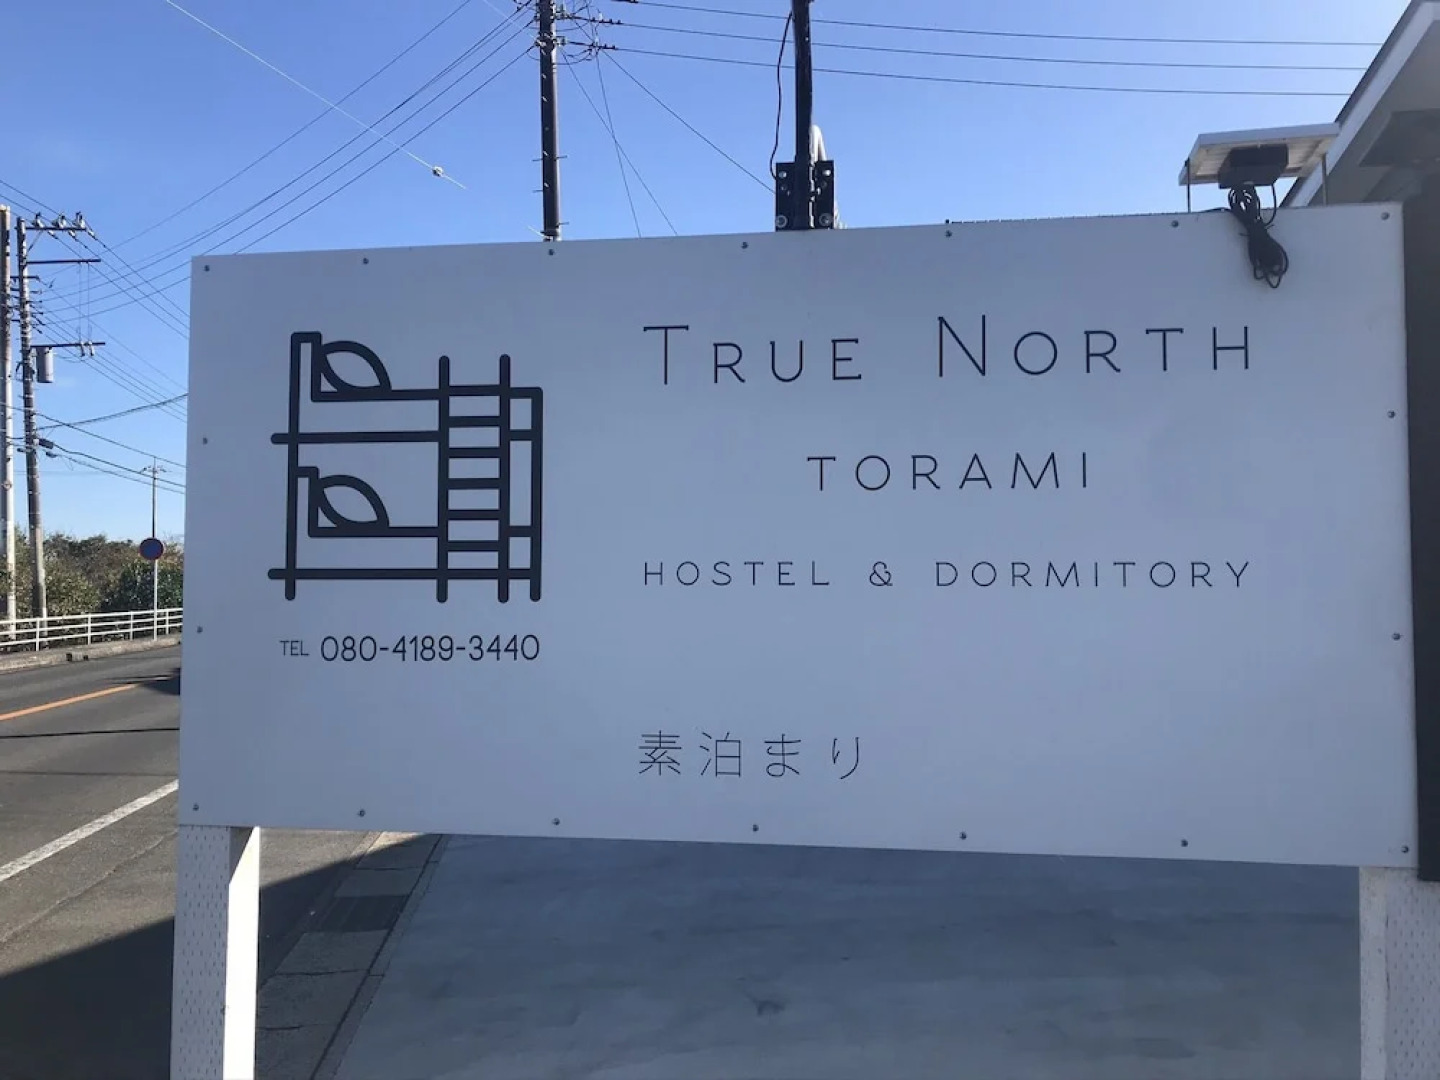 TRUE NORTH
TORAMI
HOSTEL & DORMITORY
TEL 080-4189-3440
素泊まり